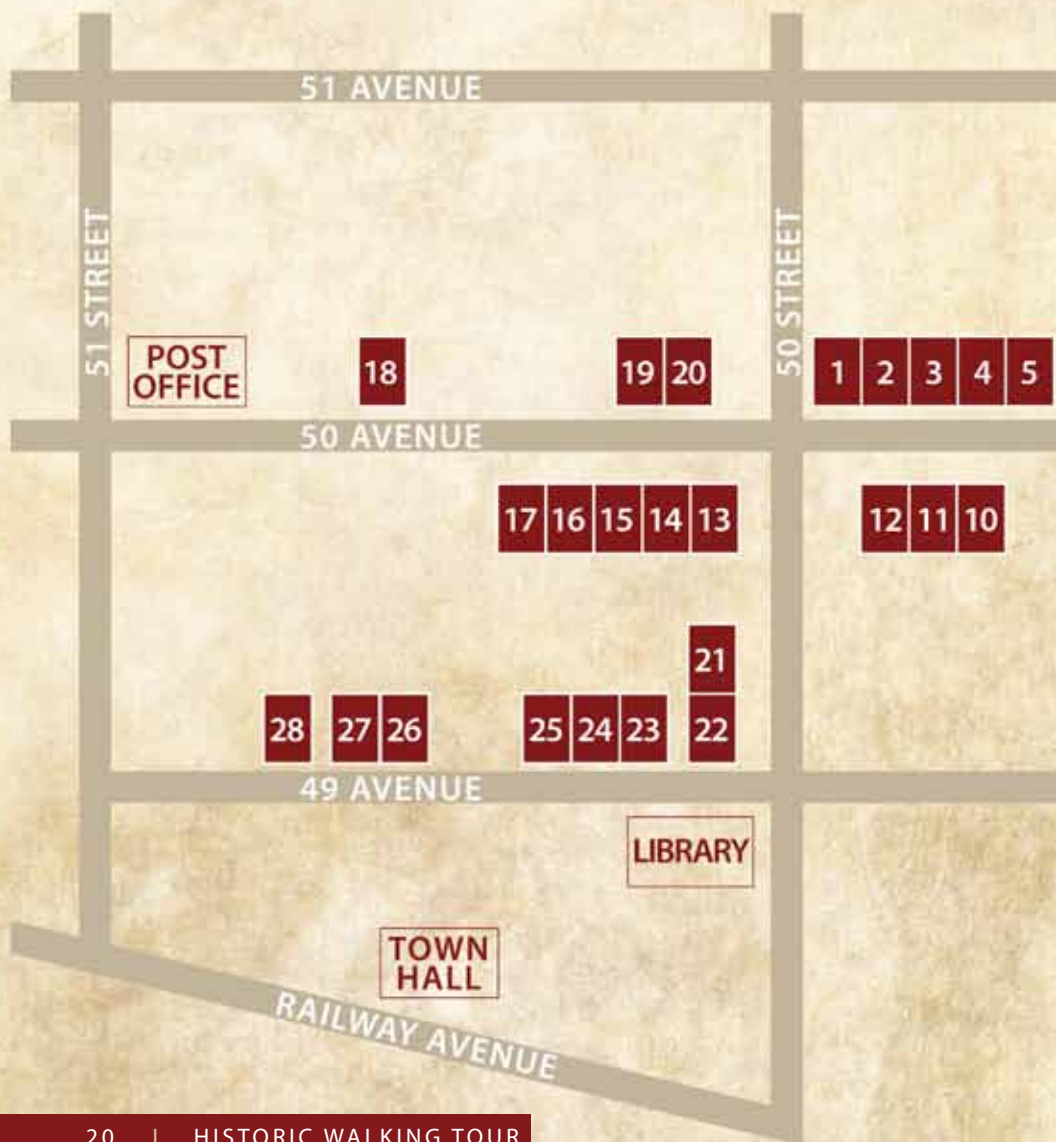 51 AVENUE
51 STREET
50 STREET
POST
OFFICE
18
19 20
1 2 3 4 5
50 AVENUE
17 16 15 14 13
12 11 10
21
28 27 26 25 24 23 22
49 AVENUE
LIBRARY
TOWN
HALL
RAILWAY AVENUE
20 | HISTORIC WALKING TOUR